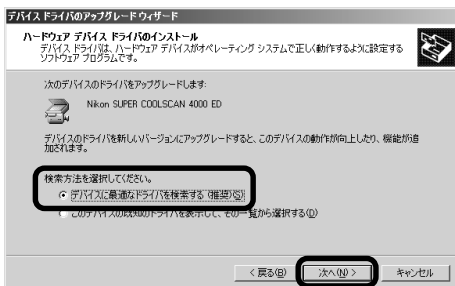 デバイス ドライバのアップグレード ウィザード
ハードウェア デバイス ドライバのインストール
デバイス ドライバは、ハードウェア デバイスがオペレーティング システムで正しく動作するように設定する
ソフトウェア プログラムです。
次のデバイスのドライバをアップグレードします:
Nikon SUPER COOLSCAN 4000 ED
デバイスのドライバを新しいバージョンにアップグレードすると、このデバイスの動作が向上したり、機能が追
加されます。
検索方法を選択してください。
デバイスに最適なドライバを検索する (推奨)(S)
このデバイスの既知のドライバを表示して、その一覧から選択する(D)
< 戻る(B)
次へ(N) >
キャンセル